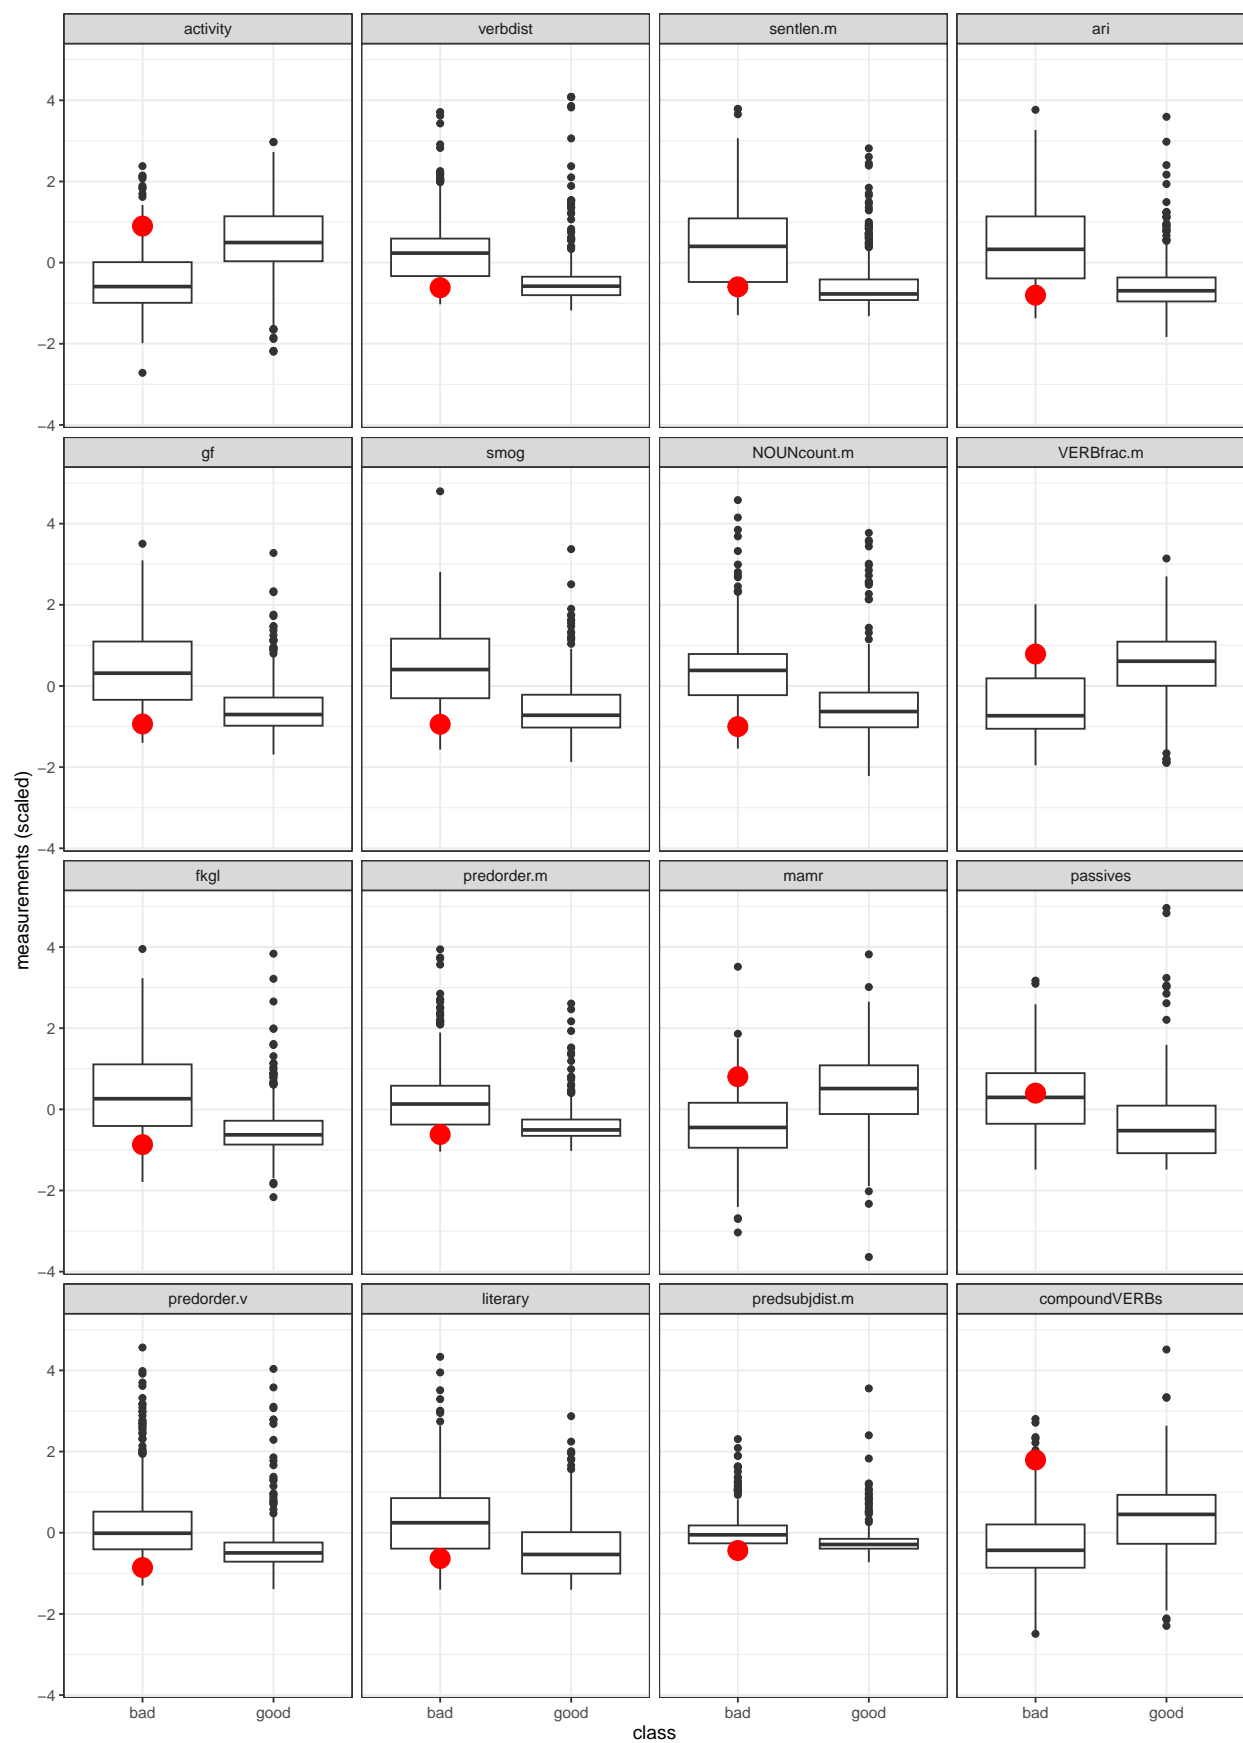 activity verbdist sentlen.m ari
4
2
0
−2
−4
gf smog NOUNcount.m VERBfrac.m
4
2
0
−2
−4
measurements (scaled)
fkgl predorder.m mamr passives
4
2
0
−2
−4
predorder.v literary predsubjdist.m compoundVERBs
4
2
0
−2
−4
bad good bad good bad good bad good
class